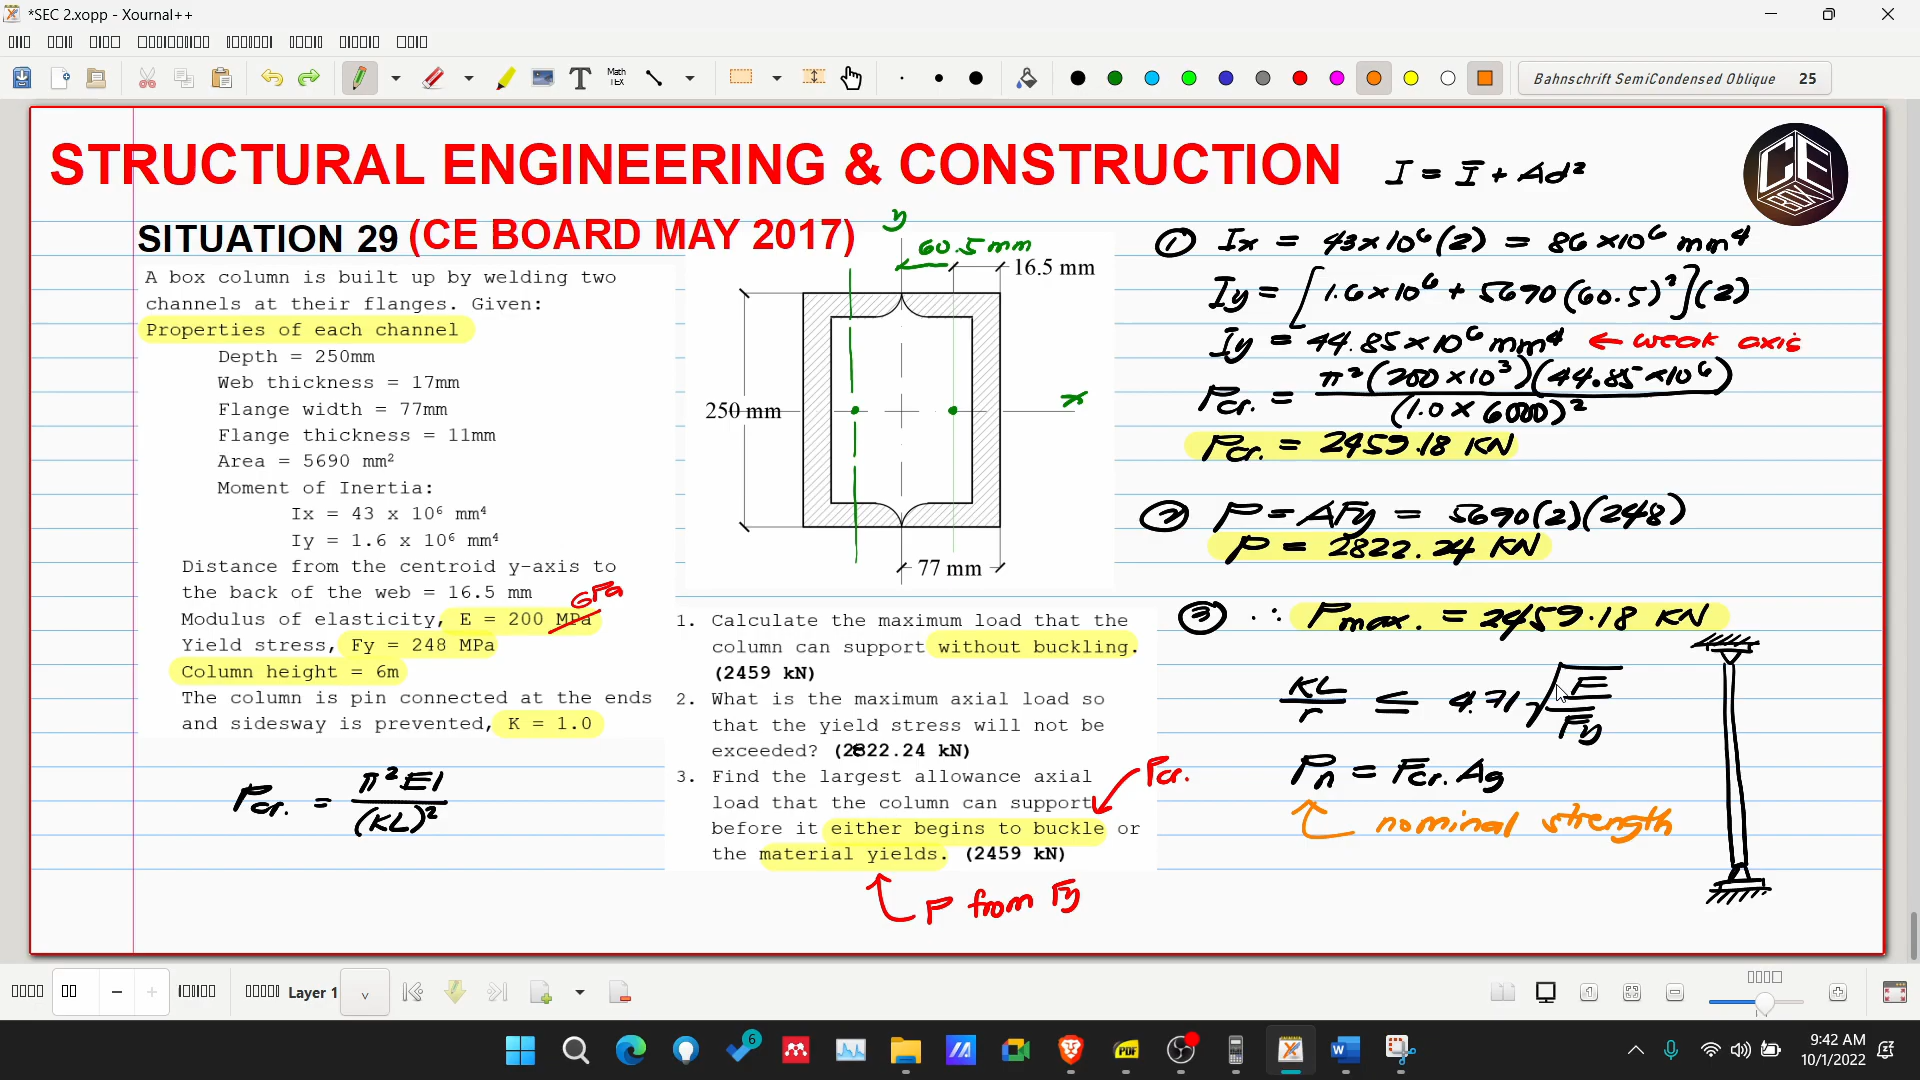 *SEC 2.xopp - Xournal++
Math
TEX
Bahnschrift SemiCondensed Oblique 25
STRUCTURAL ENGINEERING & CONSTRUCTION
I = Ī + Ad²
CE
BOX
SITUATION 29 (CE BOARD MAY 2017)
A box column is built up by welding two
channels at their flanges. Given:
Properties of each channel
Depth = 250mm
Web thickness = 17mm
Flange width = 77mm
Flange thickness = 11mm
Area = 5690 mm²
Moment of Inertia:
Ix = 43 x 10⁶ mm⁴
Iy = 1.6 x 10⁶ mm⁴
Distance from the centroid y-axis to
the back of the web = 16.5 mm
Modulus of elasticity, E = 200 MPa GPa
Yield stress, Fy = 248 MPa
Column height = 6m
The column is pin connected at the ends
and sidesway is prevented, K = 1.0
Pcr. = π²EI / (KL)²
y
60.5 mm
16.5 mm
250 mm
x
77 mm
1. Calculate the maximum load that the
column can support without buckling.
(2459 kN)
2. What is the maximum axial load so
that the yield stress will not be
exceeded? (2822.24 kN)
3. Find the largest allowance axial
load that the column can support
before it either begins to buckle or
the material yields. (2459 kN)
Pcr.
P from Fy
① Ix = 43x10⁶(2) = 86 x10⁶ mm⁴
Iy = [1.6x10⁶ + 5690(60.5)²](2)
Iy = 44.85x10⁶ mm⁴ ← weak axis
Pcr. = π²(200x10³)(44.85x10⁶) / (1.0 x 6000)²
Pcr. = 2459.18 KN
② P = AFy = 5690(2)(248)
P = 2822.24 KN
③ ∴ Pmax. = 2459.18 KN
KL/r ≤ 4.71√(E/Fy)
Pn = Fcr. Ag
nominal strength
Layer 1
6
PDF
9:42 AM
10/1/2022